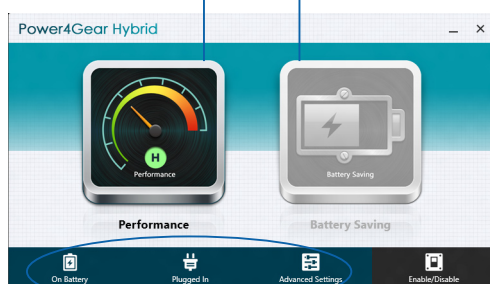 Power4Gear Hybrid
H
Performance
Battery Saving
Performance
Battery Saving
On Battery
Plugged In
Advanced Settings
Enable/Disable